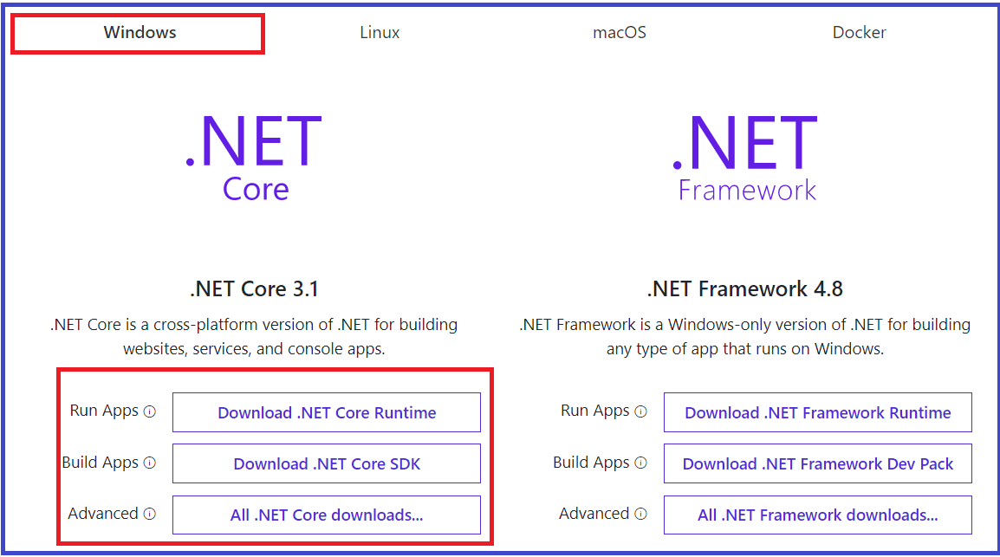 Windows
Linux
macOS
Docker
.NET
Core
.NET
Framework
.NET Core 3.1
.NET Core is a cross-platform version of .NET for building
websites, services, and console apps.
Run Apps
Download .NET Core Runtime
Build Apps
Download .NET Core SDK
Advanced
All .NET Core downloads...
.NET Framework 4.8
.NET Framework is a Windows-only version of .NET for building
any type of app that runs on Windows.
Run Apps
Download .NET Framework Runtime
Build Apps
Download .NET Framework Dev Pack
Advanced
All .NET Framework downloads...